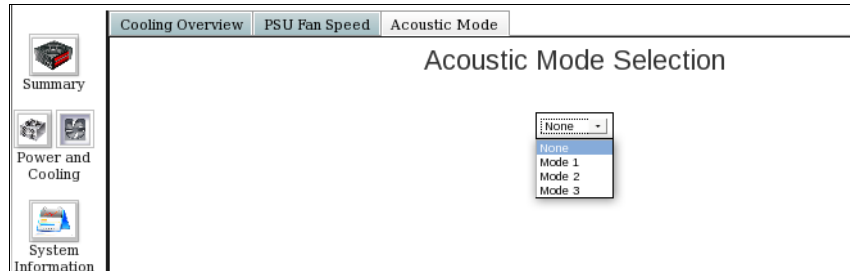 Cooling Overview PSU Fan Speed Acoustic Mode
Acoustic Mode Selection
Summary
Power and
Cooling
System
Information
None
None
Mode 1
Mode 2
Mode 3